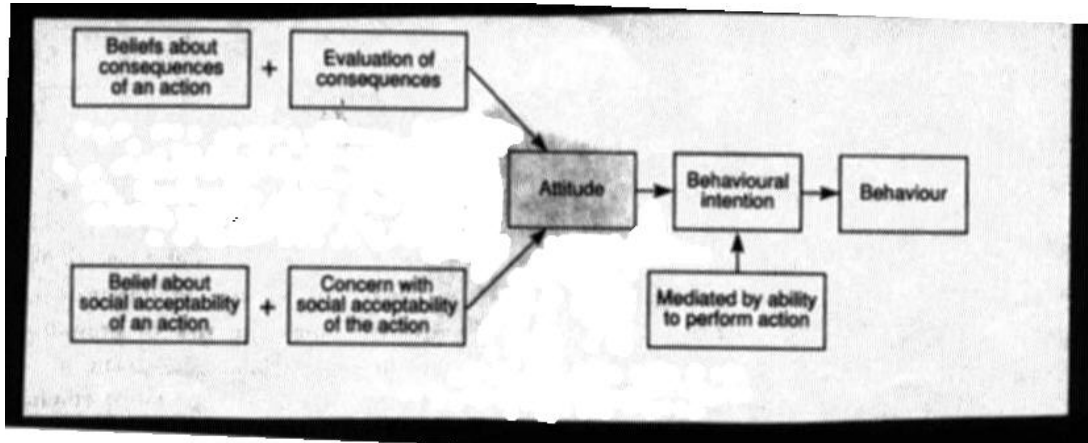 Beliefs about
consequences
of an action
+
Evaluation of
consequences
Attitude
Behavioural
intention
Behaviour
Belief about
social acceptability
of an action
+
Concern with
social acceptability
of the action
Mediated by ability
to perform action